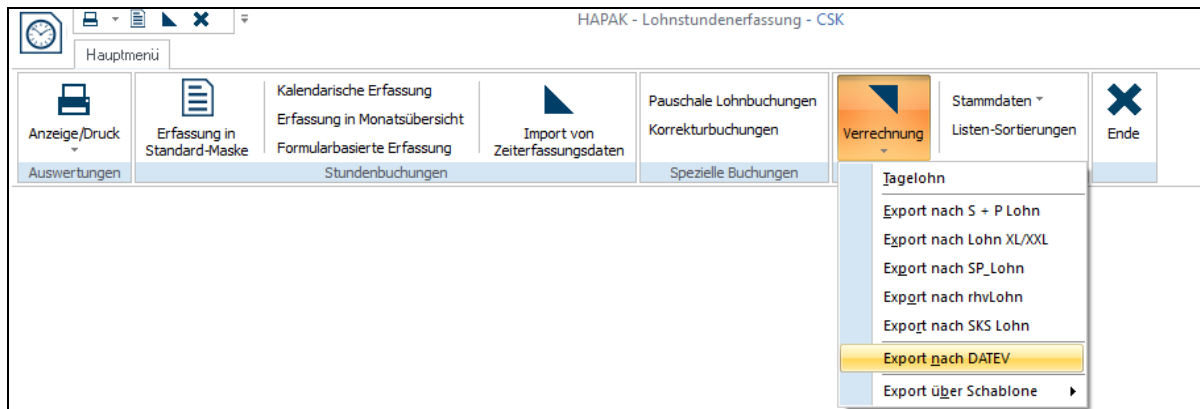 HAPAK - Lohnstundenerfassung - CSK
Hauptmenü
Anzeige/Druck
Auswertungen
Erfassung in
Standard-Maske
Kalendarische Erfassung
Erfassung in Monatsübersicht
Formularbasierte Erfassung
Import von
Zeiterfassungsdaten
Stundenbuchungen
Pauschale Lohnbuchungen
Korrekturbuchungen
Spezielle Buchungen
Verrechnung
Stammdaten
Listen-Sortierungen
Ende
Tagelohn
Export nach S + P Lohn
Export nach Lohn XL/XXL
Export nach SP_Lohn
Export nach rhvLohn
Export nach SKS Lohn
Export nach DATEV
Export über Schablone